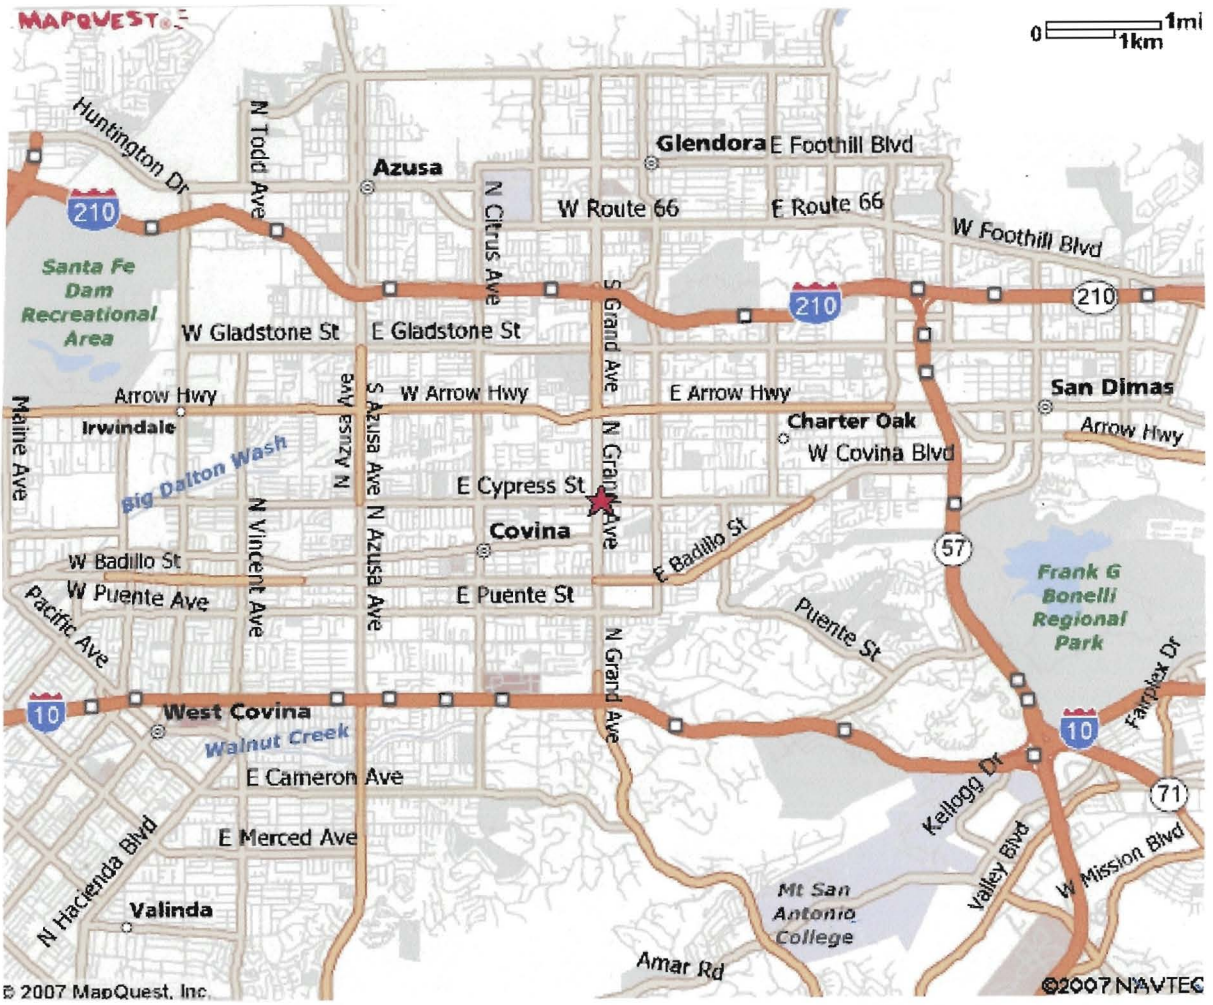 MAPQUEST
0
1mi
1km
Huntington Dr
N Todd Ave
Azusa
Glendora
E Foothill Blvd
N Citrus Ave
W Route 66
E Route 66
W Foothill Blvd
210
Santa Fe
Dam
Recreational
Area
S Grand Ave
210
210
W Gladstone St
E Gladstone St
Arrow Hwy
W Arrow Hwy
E Arrow Hwy
San Dimas
Maine Ave
Irwindale
N Azusa Ave
S Azusa Ave
N Grand Ave
Charter Oak
Arrow Hwy
W Covina Blvd
Big Dalton Wash
E Cypress St
N Vincent Ave
N Azusa Ave
Covina
E Badillo St
57
W Badillo St
W Puente Ave
E Puente St
Pacific Ave
Puente St
Frank G
Bonelli
Regional
Park
N Grand Ave
Fairplex Dr
10
West Covina
Walnut Creek
10
E Cameron Ave
Kellogg Dr
71
E Merced Ave
N Hacienda Blvd
Valley Blvd
W Mission Blvd
Valinda
Mt San
Antonio
College
Amar Rd
© 2007 MapQuest, Inc.
©2007 NAVTEQ